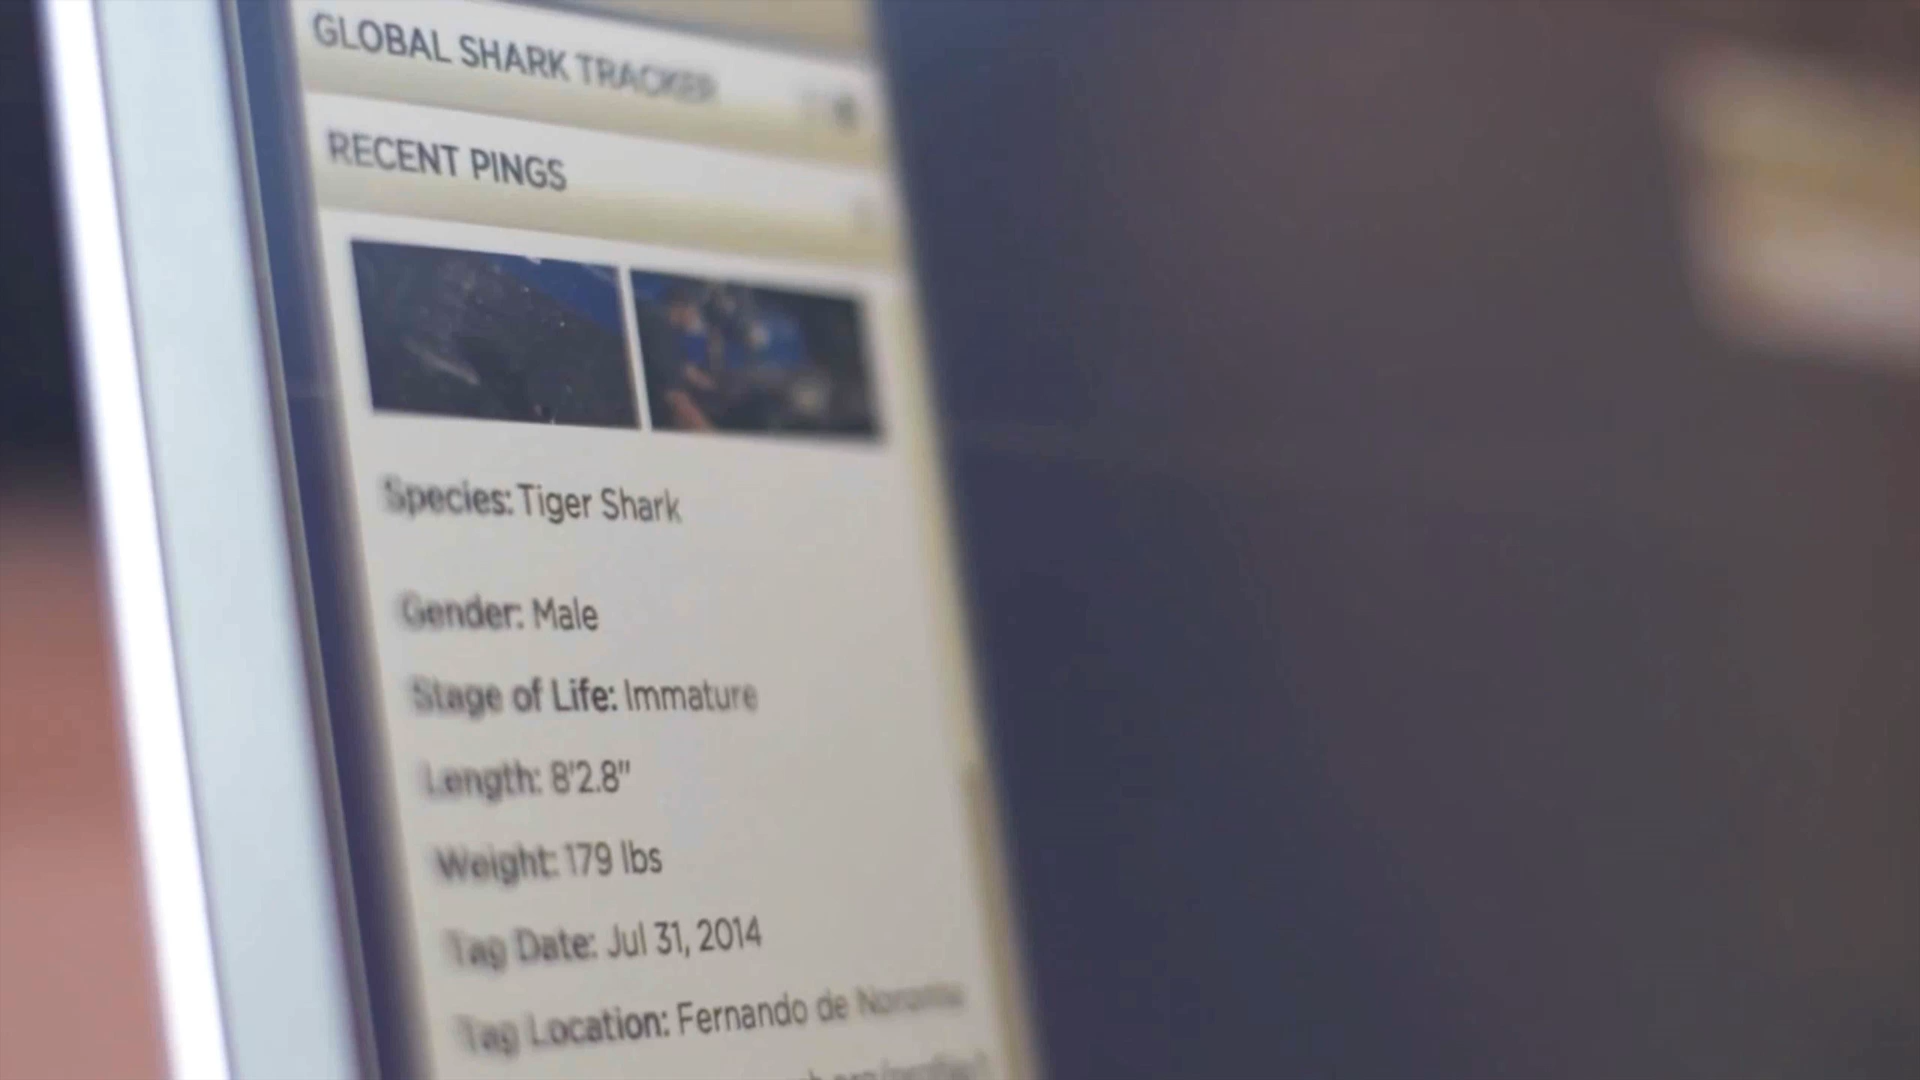 GLOBAL SHARK TRACKER
RECENT PINGS
Species: Tiger Shark
Gender: Male
Stage of Life: Immature
Length: 8'2.8"
Weight: 179 lbs
Tag Date: Jul 31, 2014
Tag Location: Fernando de